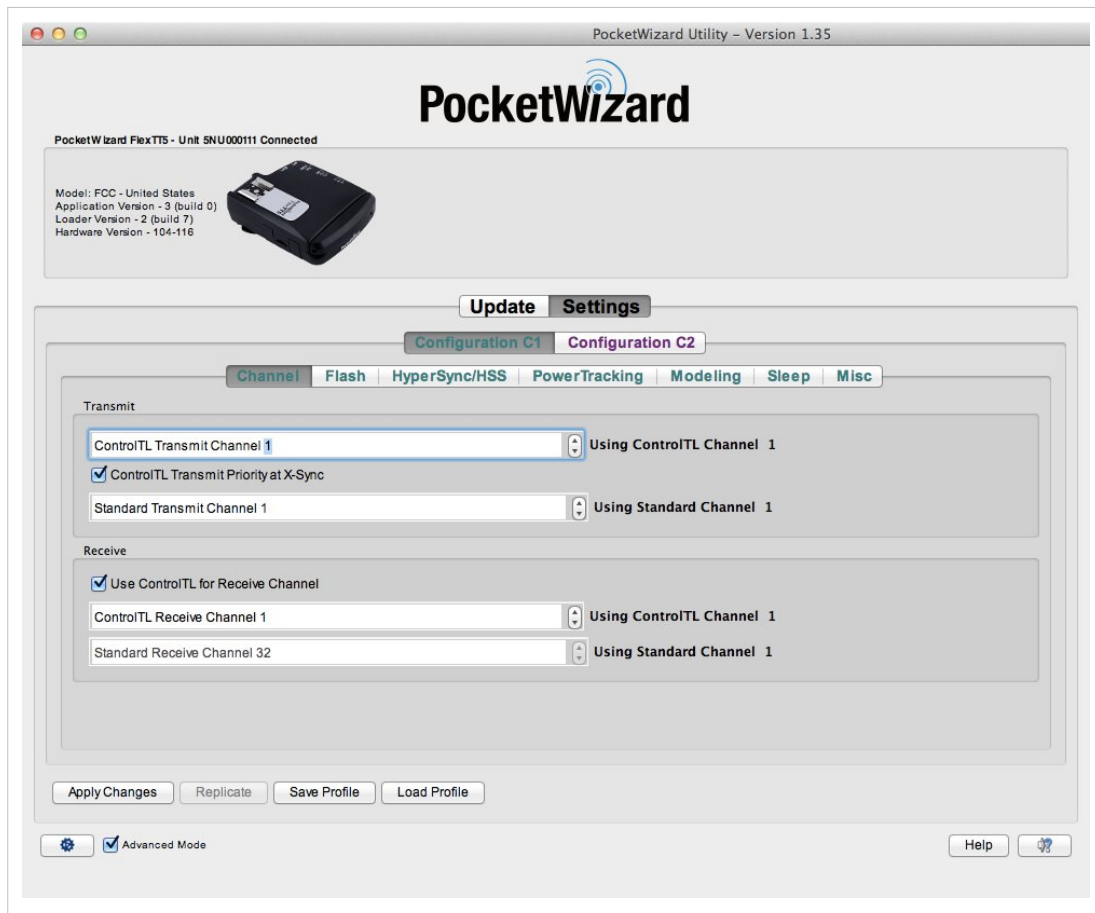 PocketWizard Utility – Version 1.35
PocketWizard
PocketWizard FlexTT5 - Unit 5NU000111 Connected
Model: FCC - United States
Application Version - 3 (build 0)
Loader Version - 2 (build 7)
Hardware Version - 104-116
Update Settings
Configuration C1 Configuration C2
Channel Flash HyperSync/HSS PowerTracking Modeling Sleep Misc
Transmit
ControlTL Transmit Channel 1 Using ControlTL Channel 1
ControlTL Transmit Priority at X-Sync
Standard Transmit Channel 1 Using Standard Channel 1
Receive
Use ControlTL for Receive Channel
ControlTL Receive Channel 1 Using ControlTL Channel 1
Standard Receive Channel 32 Using Standard Channel 1
Apply Changes Replicate Save Profile Load Profile
Advanced Mode Help